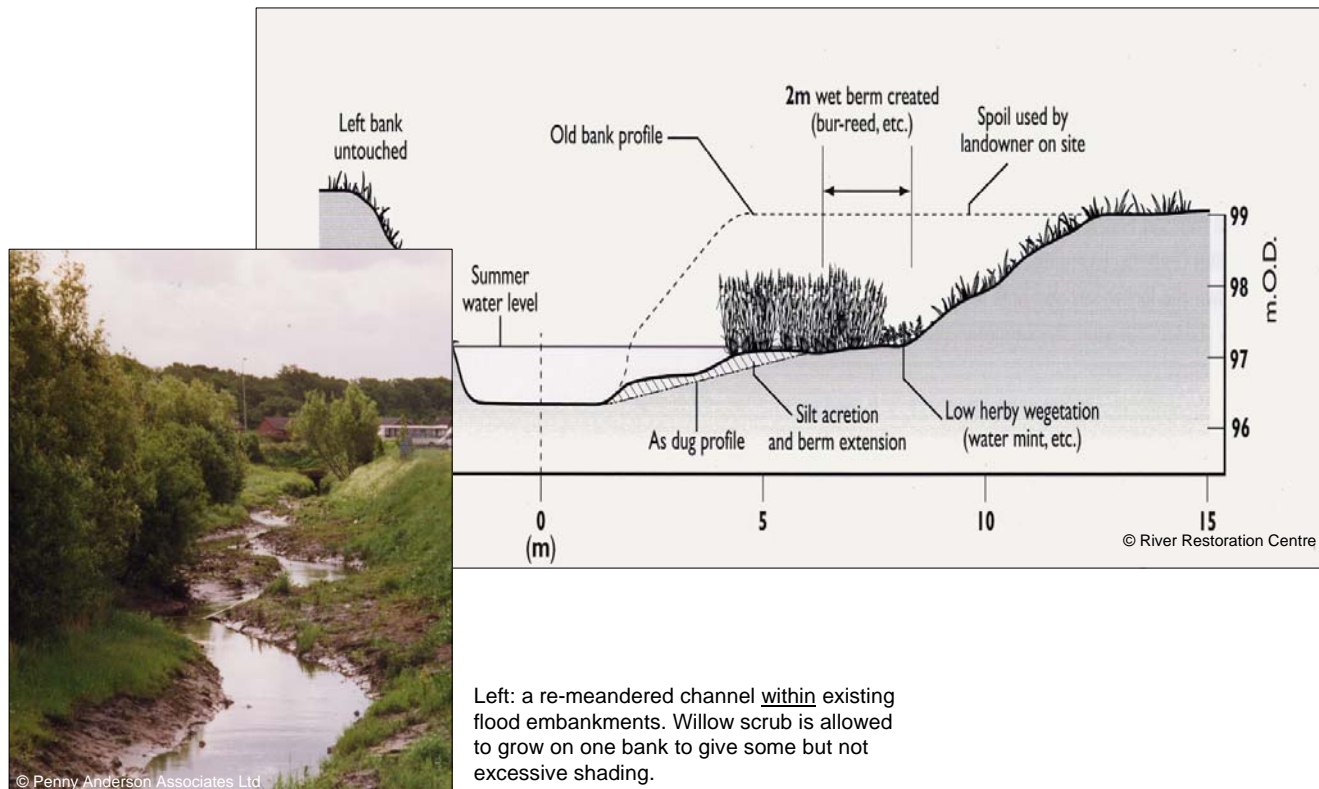 Left bank
untouched
Old bank profile
2m wet berm created
(bur-reed, etc.)
Spoil used by
landowner on site
Summer
water level
99
98
97
96
m.O.D.
As dug profile
Silt acretion
and berm extension
Low herby wegetation
(water mint, etc.)
0
(m)
5
10
15
© River Restoration Centre
Left: a re-meandered channel within existing
flood embankments. Willow scrub is allowed
to grow on one bank to give some but not
excessive shading.
© Penny Anderson Associates Ltd